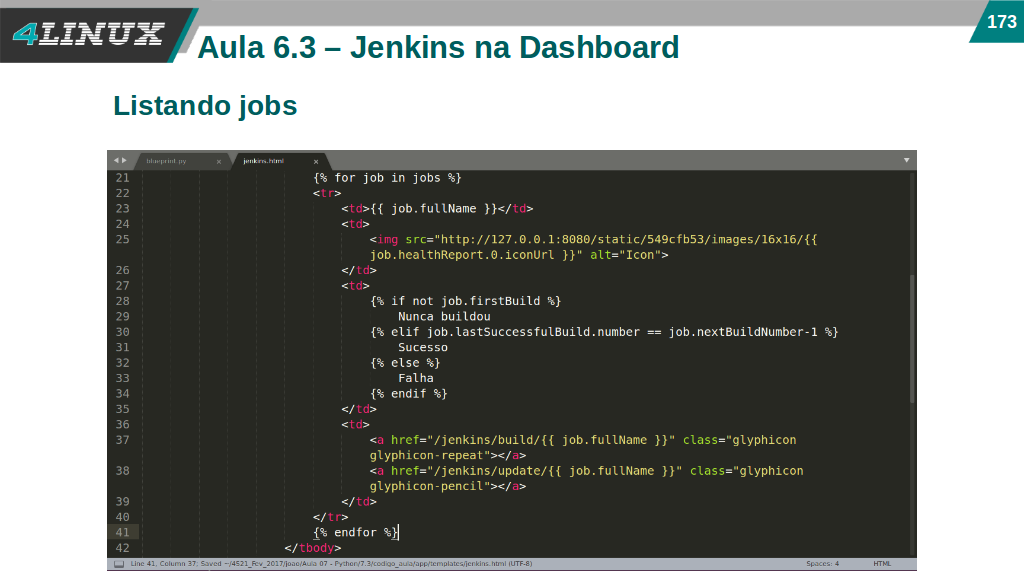 4LINUX
173
Aula 6.3 – Jenkins na Dashboard
Listando jobs
blueprint.py ×
jenkins.html ×
21 {% for job in jobs %}
22 <tr>
23 <td>{{ job.fullName }}</td>
24 <td>
25 <img src="http://127.0.0.1:8080/static/549cfb53/images/16x16/{{
job.healthReport.0.iconUrl }}" alt="Icon">
26 </td>
27 <td>
28 {% if not job.firstBuild %}
29 Nunca buildou
30 {% elif job.lastSuccessfulBuild.number == job.nextBuildNumber-1 %}
31 Sucesso
32 {% else %}
33 Falha
34 {% endif %}
35 </td>
36 <td>
37 <a href="/jenkins/build/{{ job.fullName }}" class="glyphicon
glyphicon-repeat"></a>
38 <a href="/jenkins/update/{{ job.fullName }}" class="glyphicon
glyphicon-pencil"></a>
39 </td>
40 </tr>
41 {% endfor %}
42 </tbody>
Line 41, Column 37; Saved ~/4521_Fev_2017/joao/Aula 07 - Python/7.3/codigo_aula/app/templates/jenkins.html (UTF-8)
Spaces: 4
HTML